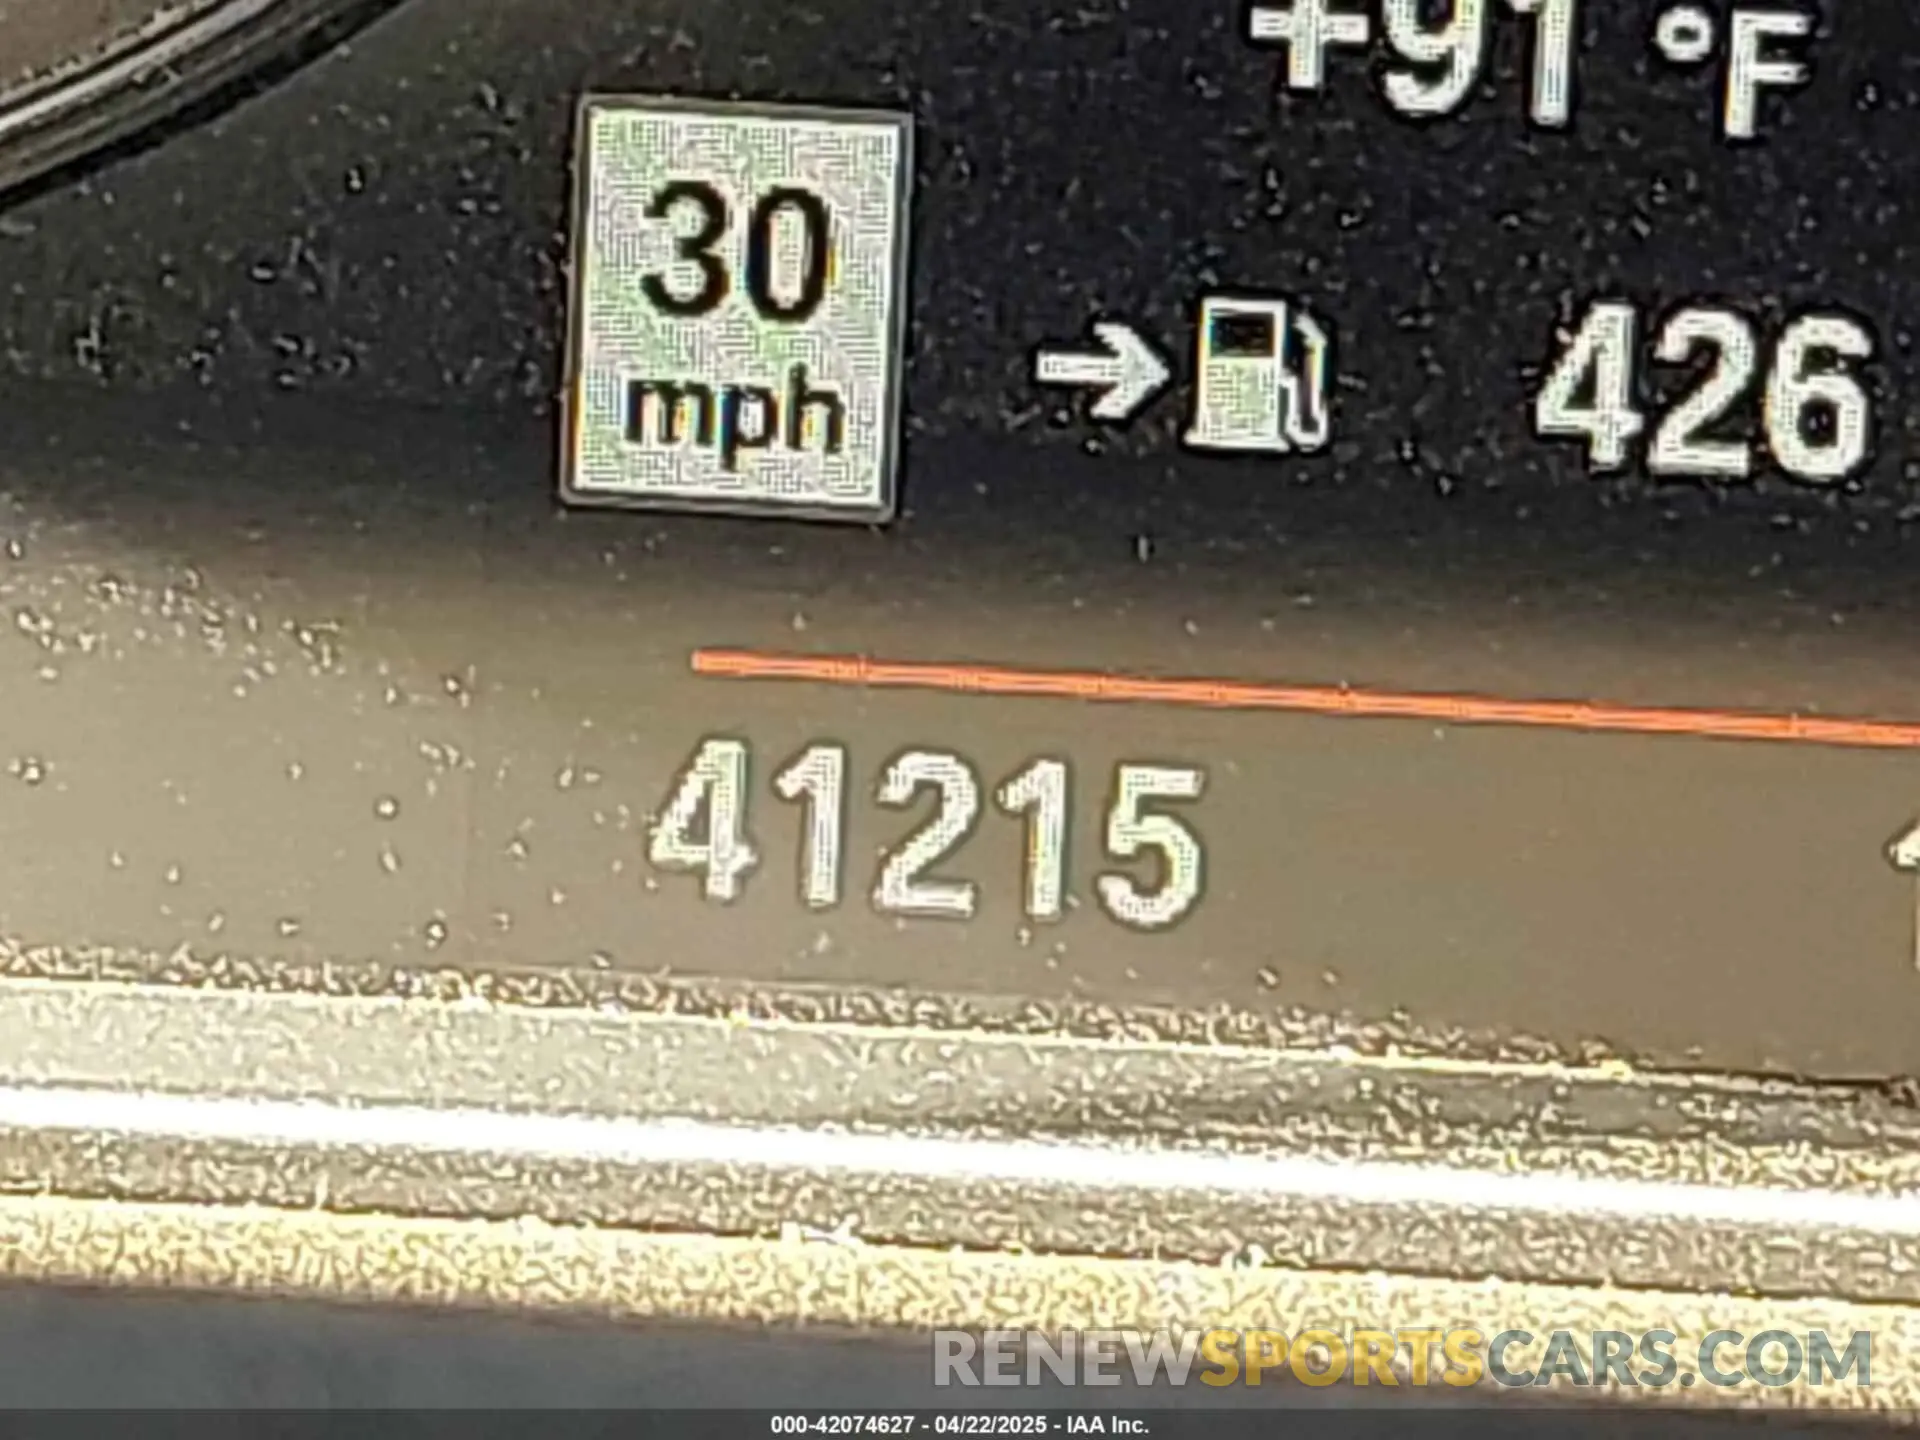 +91 °F
30
mph
426
41215
RENEWSPORTSCARS.COM
000-42074627 - 04/22/2025 - IAA Inc.